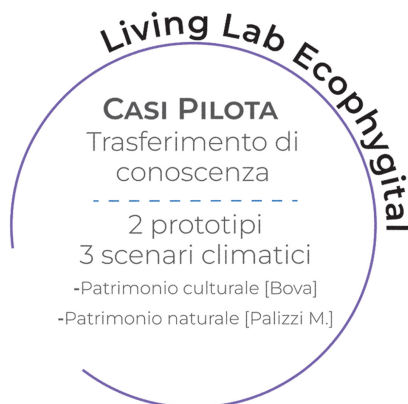 Living Lab Ecophygital
CASI PILOTA
Trasferimento di
conoscenza
2 prototipi
3 scenari climatici
-Patrimonio culturale [Bova]
-Patrimonio naturale [Palizzi M.]